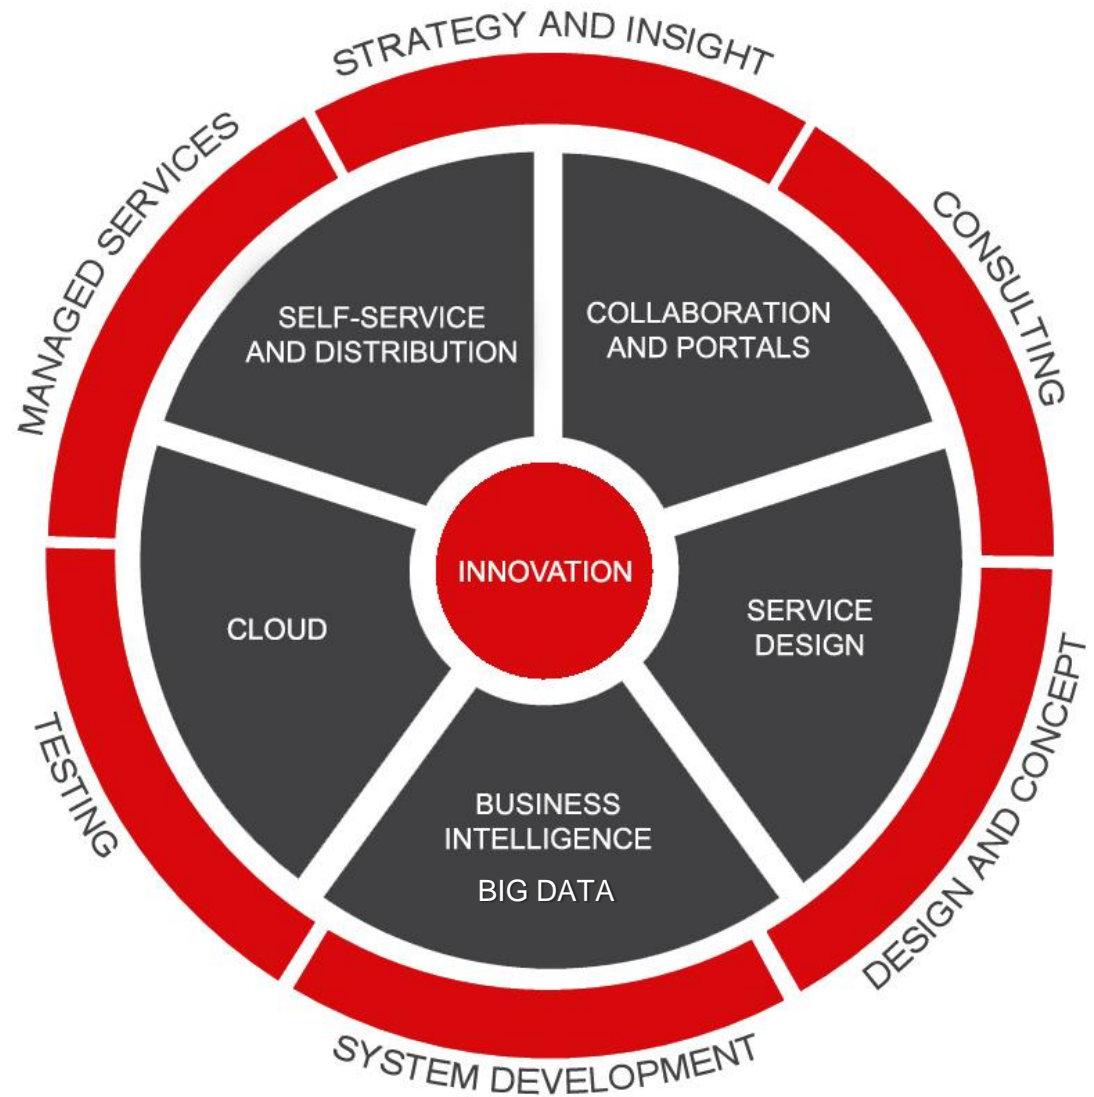 STRATEGY AND INSIGHT
MANAGED SERVICES
CONSULTING
SELF-SERVICE
AND DISTRIBUTION
COLLABORATION
AND PORTALS
INNOVATION
CLOUD
SERVICE
DESIGN
BUSINESS
INTELLIGENCE
BIG DATA
TESTING
DESIGN AND CONCEPT
SYSTEM DEVELOPMENT